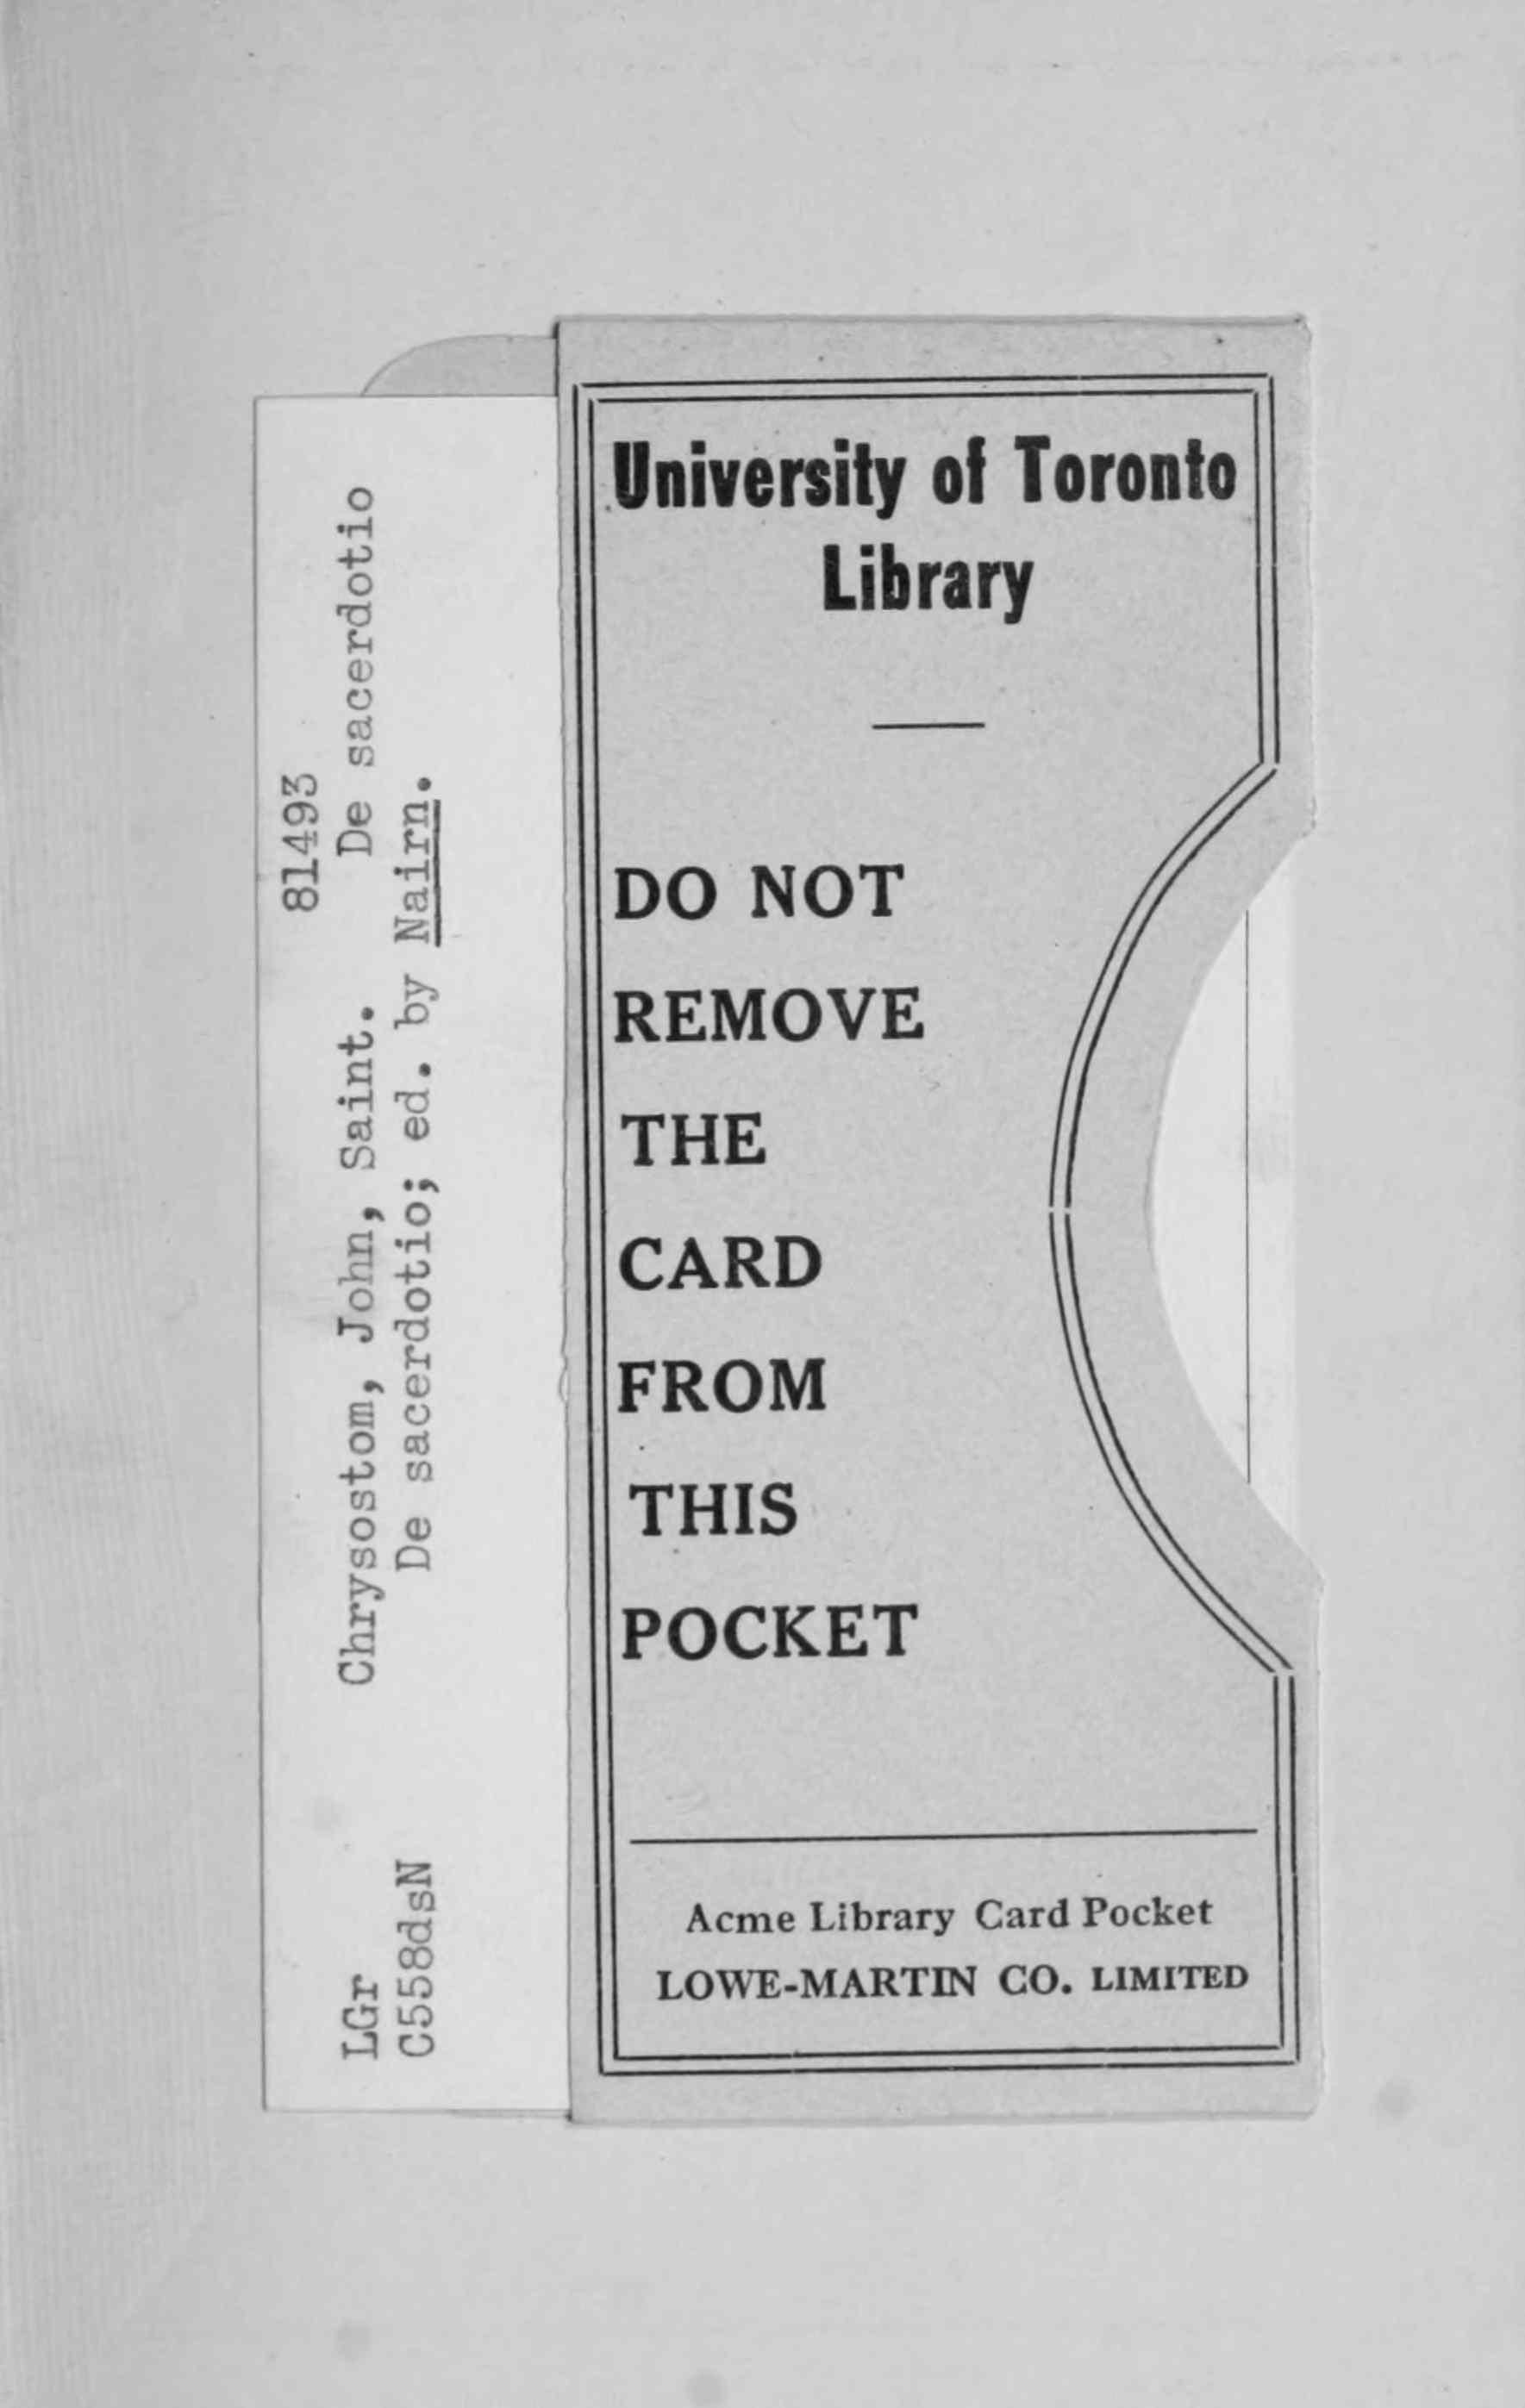 81493
LGr Chrysostom, John, Saint. De sacerdotio
C558dsN De sacerdotio; ed. by Nairn.
University of Toronto
Library
DO NOT
REMOVE
THE
CARD
FROM
THIS
POCKET
Acme Library Card Pocket
LOWE-MARTIN CO. LIMITED